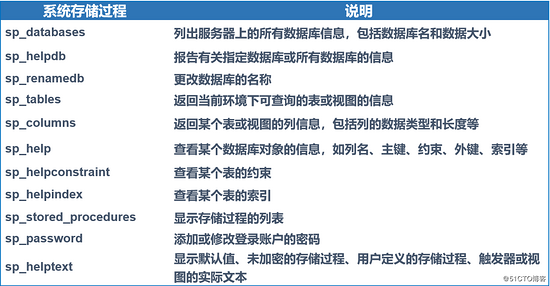 系统存储过程 说明
sp_databases 列出服务器上的所有数据库信息，包括数据库名和数据大小
sp_helpdb 报告有关指定数据库或所有数据库的信息
sp_renamedb 更改数据库的名称
sp_tables 返回当前环境下可查询的表或视图的信息
sp_columns 返回某个表或视图的列信息，包括列的数据类型和长度等
sp_help 查看某个数据库对象的信息，如列名、主键、约束、外键、索引等
sp_helpconstraint 查看某个表的约束
sp_helpindex 查看某个表的索引
sp_stored_procedures 显示存储过程的列表
sp_password 添加或修改登录账户的密码
sp_helptext 显示默认值、未加密的存储过程、用户定义的存储过程、触发器或视
图的实际文本
@51CTO博客